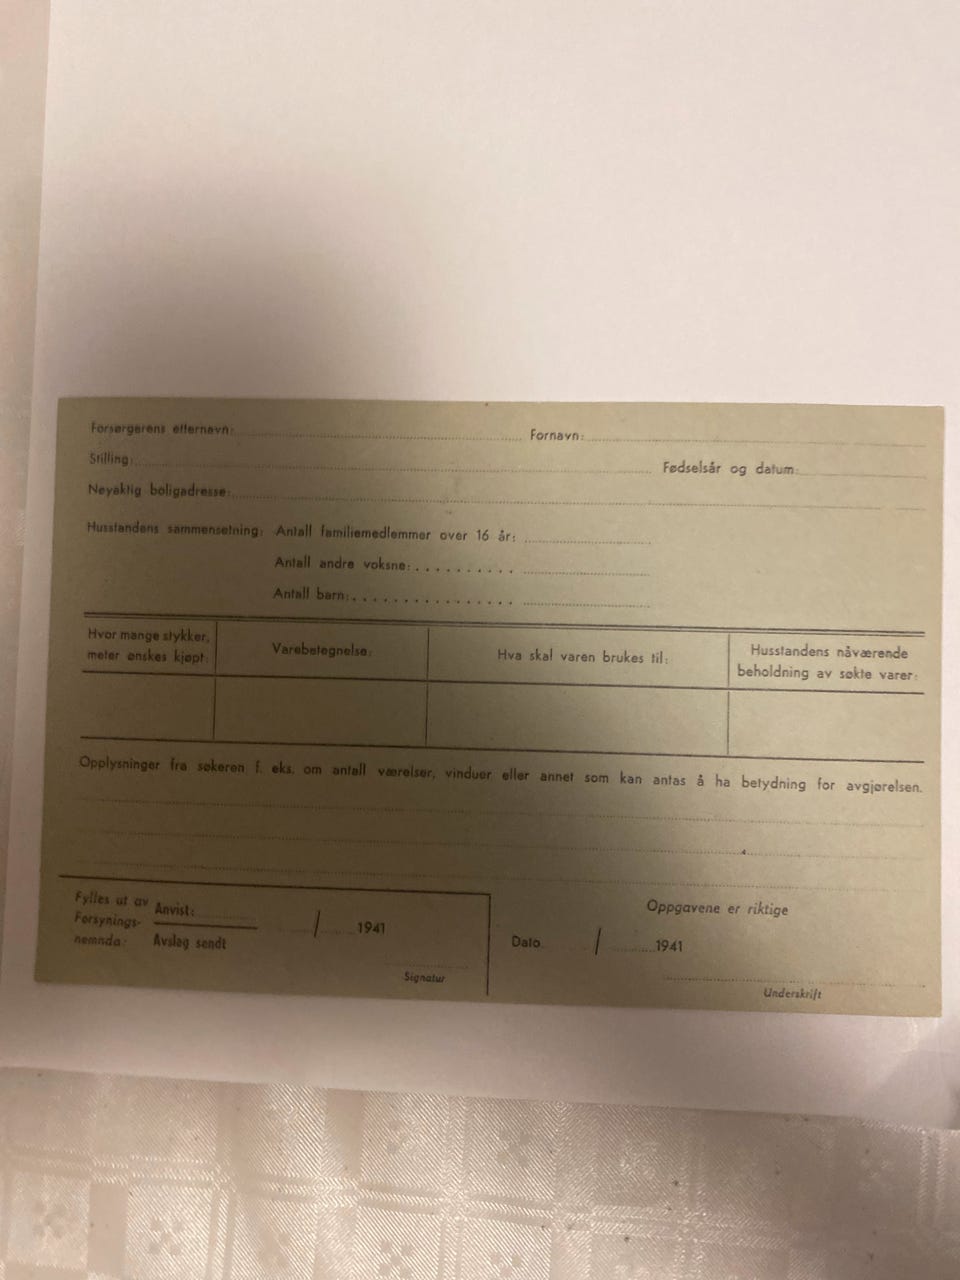 Forsørgerens etternavn: Fornavn:
Stilling: Fødselsår og datum:
Nøyaktig boligadresse:
Husstandens sammensetning: Antall familiemedlemmer over 16 år:
Antall andre voksne: . . . . . . . . . .
Antall barn: . . . . . . . . . . . . . . . .
Hvor mange stykker, meter ønskes kjøpt:
Varebetegnelse:
Hva skal varen brukes til:
Husstandens nåværende
beholdning av søkte varer:
Opplysninger fra søkeren f. eks. om antall værelser, vinduer eller annet som kan antas å ha betydning for avgjørelsen.
Fylles ut av
Forsynings-
nemnda:
Anvist:
Avslag sendt
/ 1941
Signatur
Oppgavene er riktige
Dato / 1941
Underskrift